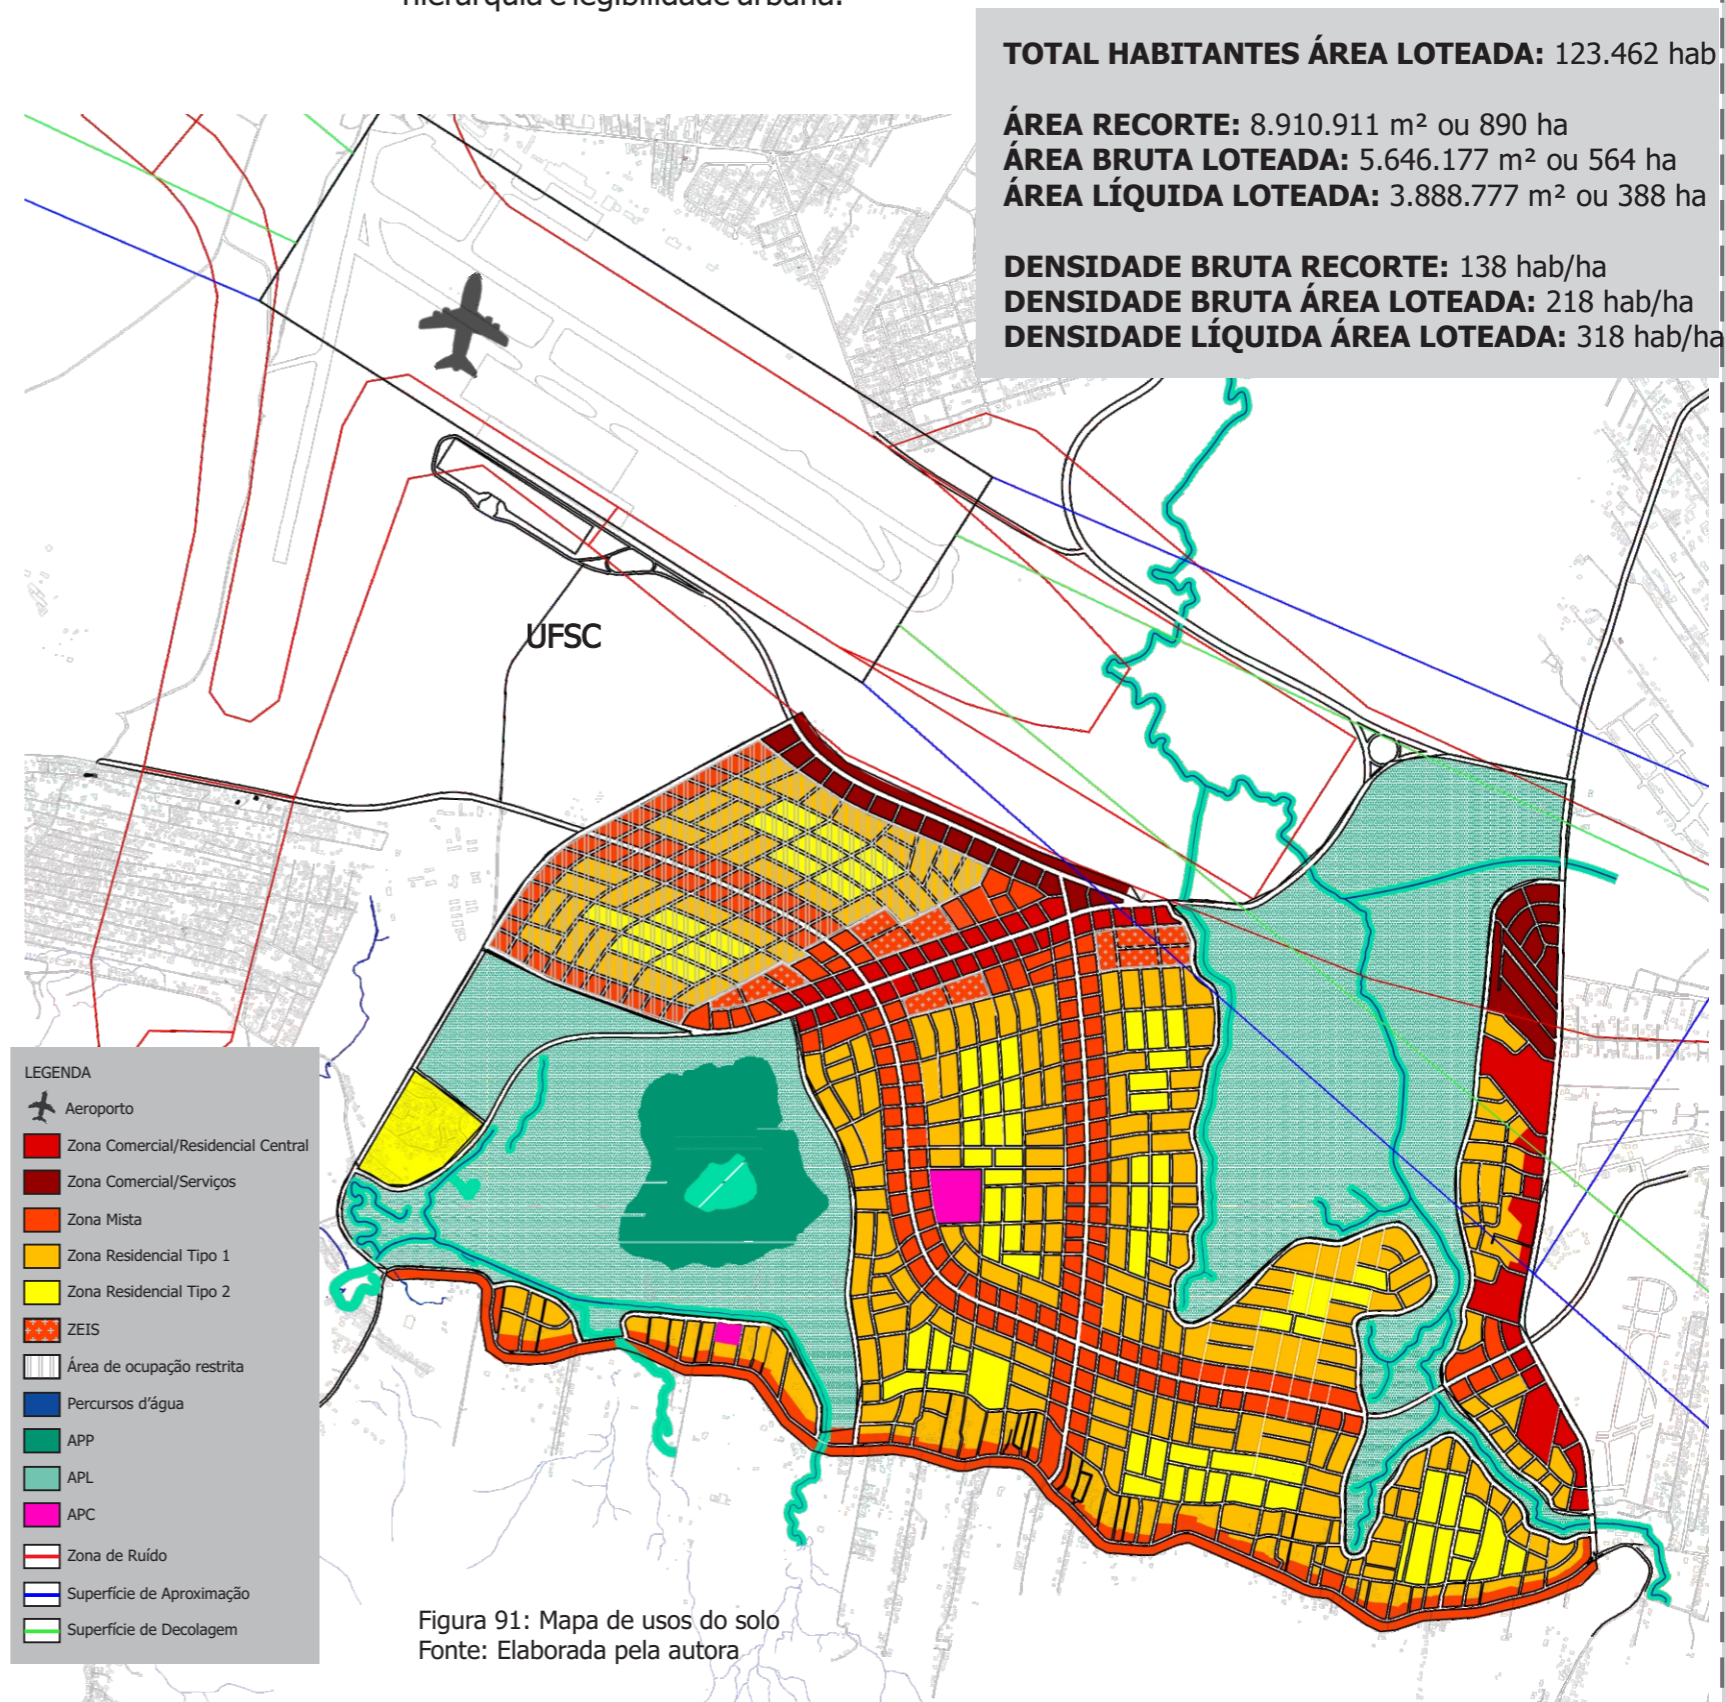 hierarquia e legibilidade urbana.
TOTAL HABITANTES ÁREA LOTEADA: 123.462 hab
ÁREA RECORTE: 8.910.911 m² ou 890 ha
ÁREA BRUTA LOTEADA: 5.646.177 m² ou 564 ha
ÁREA LÍQUIDA LOTEADA: 3.888.777 m² ou 388 ha
DENSIDADE BRUTA RECORTE: 138 hab/ha
DENSIDADE BRUTA ÁREA LOTEADA: 218 hab/ha
DENSIDADE LÍQUIDA ÁREA LOTEADA: 318 hab/ha
UFSC
LEGENDA
Aeroporto
Zona Comercial/Residencial Central
Zona Comercial/Serviços
Zona Mista
Zona Residencial Tipo 1
Zona Residencial Tipo 2
ZEIS
Área de ocupação restrita
Percursos d'água
APP
APL
APC
Zona de Ruído
Superfície de Aproximação
Superfície de Decolagem
Figura 91: Mapa de usos do solo
Fonte: Elaborada pela autora